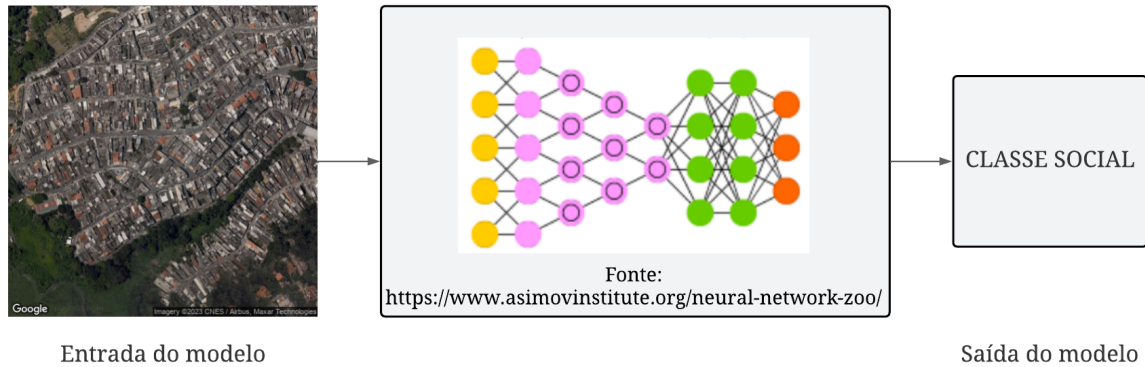 Google
Imagery ©2023 CNES / Airbus, Maxar Technologies
Fonte:
https://www.asimovinstitute.org/neural-network-zoo/
CLASSE SOCIAL
Entrada do modelo
Saída do modelo